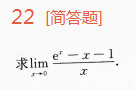 22 [简答题]
求lim_{x→0} (e^x − x − 1)/x.